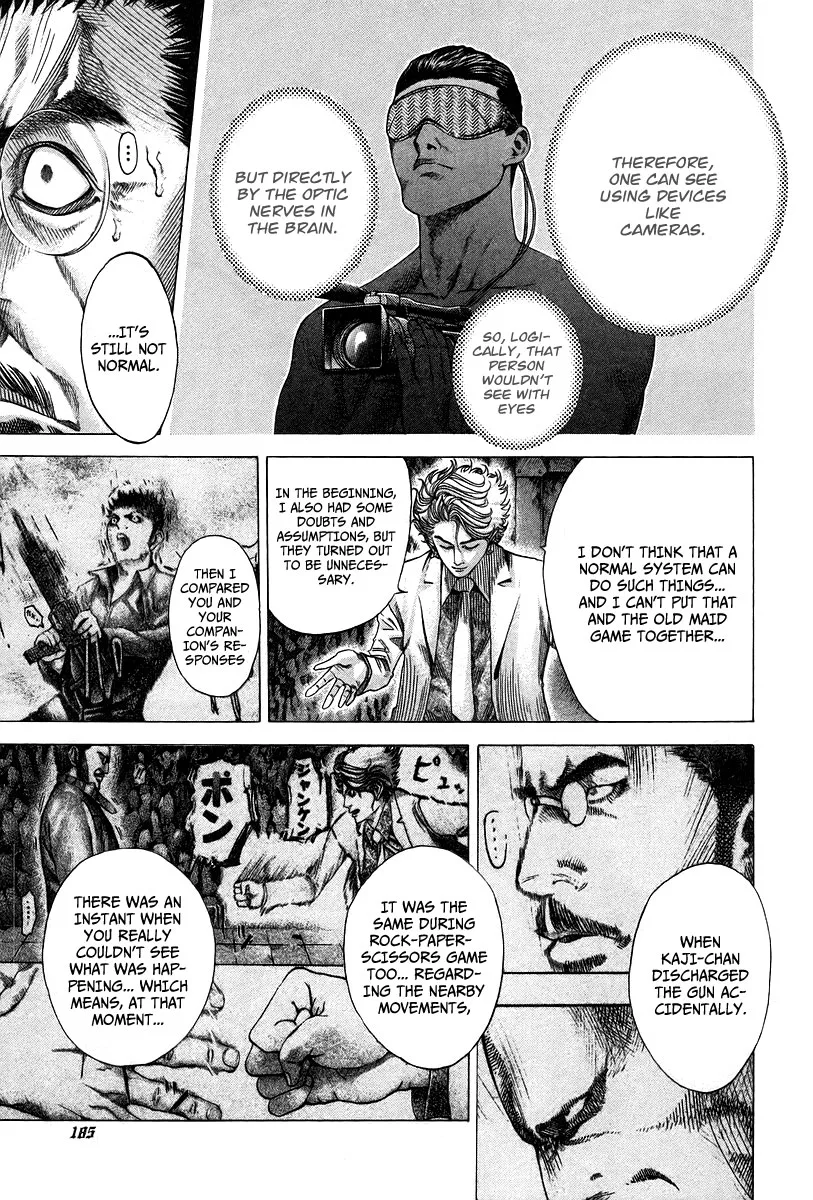 THEREFORE,
ONE CAN SEE
USING DEVICES
LIKE
CAMERAS.
SO, LOGI-
CALLY, THAT
PERSON
WOULDN'T
SEE WITH
EYES
BUT DIRECTLY
BY THE OPTIC
NERVES IN
THE BRAIN.
...
...IT'S
STILL NOT
NORMAL.
I DON'T THINK THAT A
NORMAL SYSTEM CAN
DO SUCH THINGS...
AND I CAN'T PUT THAT
AND THE OLD MAID
GAME TOGETHER...
IN THE BEGINNING,
I ALSO HAD SOME
DOUBTS AND
ASSUMPTIONS, BUT
THEY TURNED OUT
TO BE UNNECES-
SARY.
THEN I
COMPARED
YOU AND
YOUR
COMPAN-
ION'S RE-
SPONSES
WHEN
KAJI-CHAN
DISCHARGED
THE GUN AC-
CIDENTALLY.
ピュッ
ジャンケン
ポン
IT WAS THE
SAME DURING
ROCK-PAPER-
SCISSORS GAME
TOO... REGARD-
ING THE NEARBY
MOVEMENTS,
THERE WAS AN
INSTANT WHEN
YOU REALLY
COULDN'T SEE
WHAT WAS HAP-
PENING... WHICH
MEANS, AT THAT
MOMENT...
185